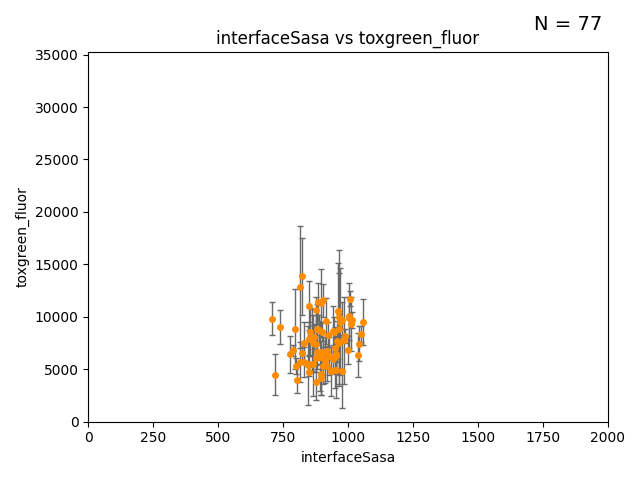 N = 77
interfaceSasa vs toxgreen_fluor
35000
30000
25000
20000
15000
10000
5000
0
toxgreen_fluor
0 250 500 750 1000 1250 1500 1750 2000
interfaceSasa